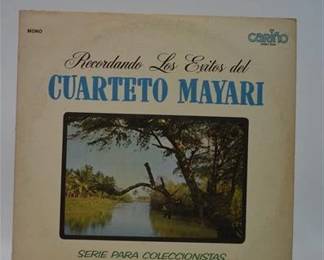 MONO
Cariño
Recordando Los Exitos del
CUARTETO MAYARI
SERIE PARA COLECCIONISTAS